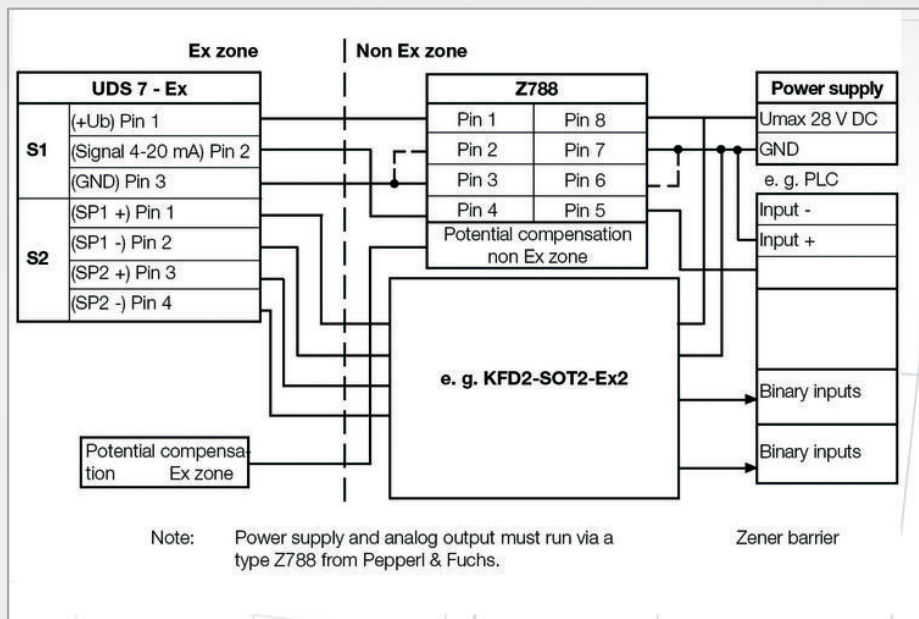 Ex zone
Non Ex zone
UDS 7 - Ex
S1
(+Ub) Pin 1
(Signal 4-20 mA) Pin 2
(GND) Pin 3
S2
(SP1 +) Pin 1
(SP1 -) Pin 2
(SP2 +) Pin 3
(SP2 -) Pin 4
Z788
Pin 1
Pin 8
Pin 2
Pin 7
Pin 3
Pin 6
Pin 4
Pin 5
Potential compensation
non Ex zone
Power supply
Umax 28 V DC
GND
e. g. PLC
Input -
Input +
e. g. KFD2-SOT2-Ex2
Binary inputs
Binary inputs
Potential compensa-
tion Ex zone
Note: Power supply and analog output must run via a
type Z788 from Pepperl & Fuchs.
Zener barrier